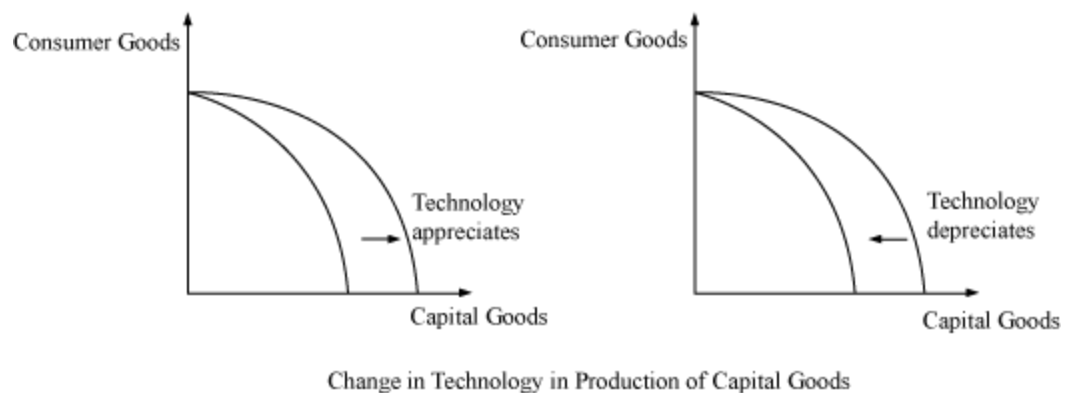 Consumer Goods
Technology
appreciates
Capital Goods
Consumer Goods
Technology
depreciates
Capital Goods
Change in Technology in Production of Capital Goods